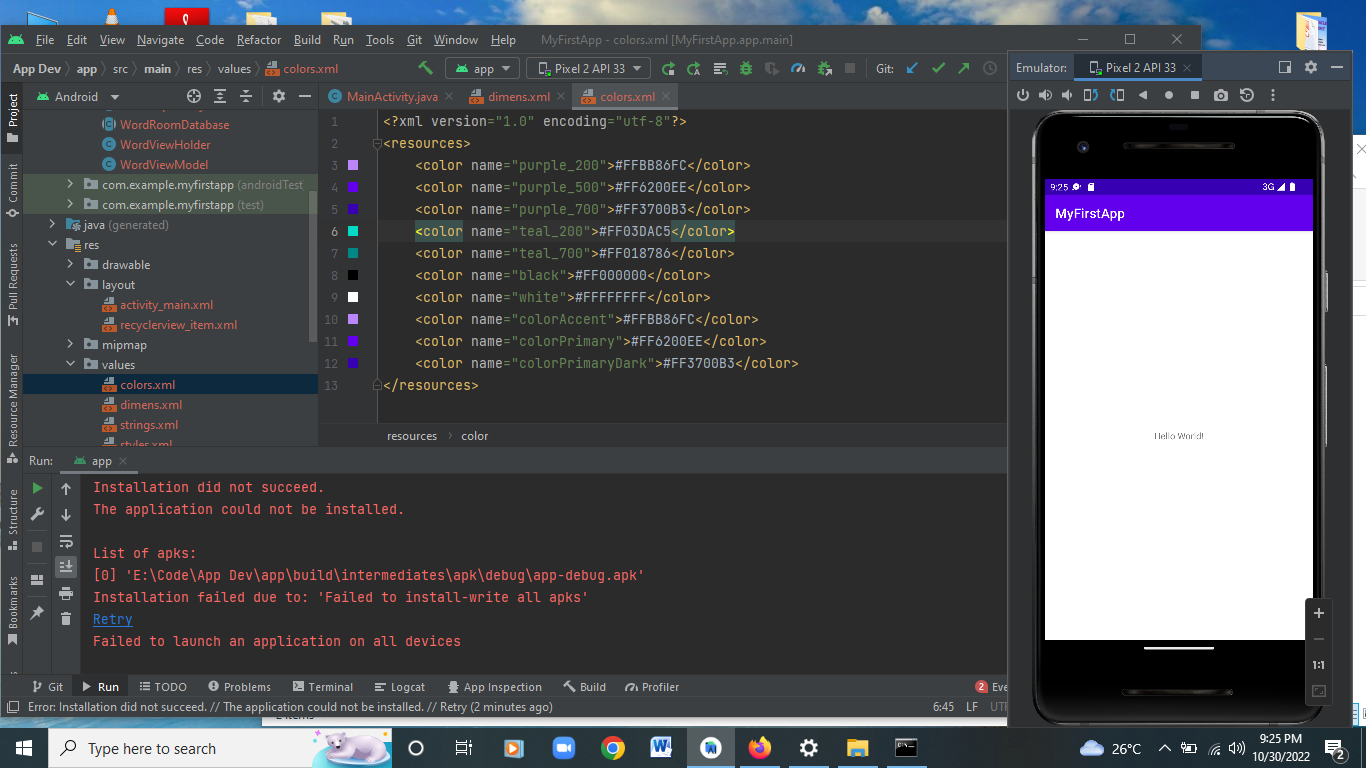 File Edit View Navigate Code Refactor Build Run Tools Git Window Help MyFirstApp - colors.xml [MyFirstApp.app.main]
App Dev app src main res values colors.xml
app Pixel 2 API 33 Git:
Emulator: Pixel 2 API 33
Project
Commit
Pull Requests
Resource Manager
Structure
Bookmarks
Android
WordRoomDatabase
WordViewHolder
WordViewModel
com.example.myfirstapp (androidTest
com.example.myfirstapp (test)
java (generated)
res
drawable
layout
activity_main.xml
recyclerview_item.xml
mipmap
values
colors.xml
dimens.xml
strings.xml
styles.xml
MainActivity.java dimens.xml colors.xml
1 <?xml version="1.0" encoding="utf-8"?>
2 <resources>
3 <color name="purple_200">#FFBB86FC</color>
4 <color name="purple_500">#FF6200EE</color>
5 <color name="purple_700">#FF3700B3</color>
6 <color name="teal_200">#FF03DAC5</color>
7 <color name="teal_700">#FF018786</color>
8 <color name="black">#FF000000</color>
9 <color name="white">#FFFFFFFF</color>
10 <color name="colorAccent">#FFBB86FC</color>
11 <color name="colorPrimary">#FF6200EE</color>
12 <color name="colorPrimaryDark">#FF3700B3</color>
13 </resources>
resources color
9:25 3G
MyFirstApp
Hello World!
1:1
Run: app
Installation did not succeed.
The application could not be installed.
List of apks:
[0] 'E:\Code\App Dev\app\build\intermediates\apk\debug\app-debug.apk'
Installation failed due to: 'Failed to install-write all apks'
Retry
Failed to launch an application on all devices
Git Run TODO Problems Terminal Logcat App Inspection Build Profiler 2 Eve
Error: Installation did not succeed. // The application could not be installed. // Retry (2 minutes ago) 6:45 LF UTF
Type here to search
26°C
9:25 PM
10/30/2022
2